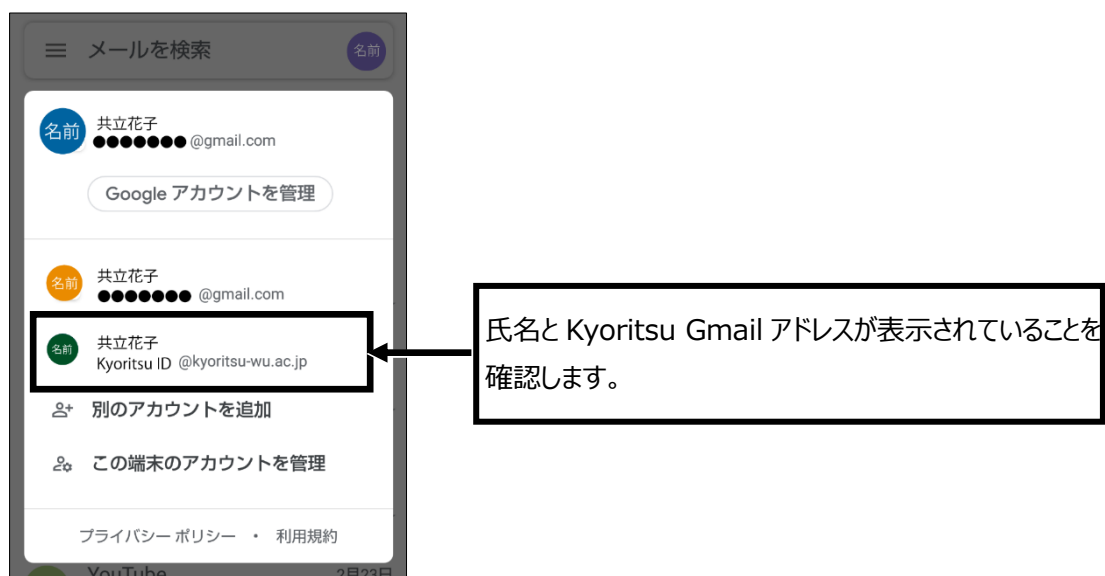 メールを検索
名前
名前
共立花子
●●●●●●● @gmail.com
Google アカウントを管理
名前
共立花子
●●●●●●● @gmail.com
名前
共立花子
Kyoritsu ID @kyoritsu-wu.ac.jp
別のアカウントを追加
この端末のアカウントを管理
プライバシー ポリシー ・ 利用規約
YouTube 2月23日
氏名と Kyoritsu Gmail アドレスが表示されていることを
確認します。